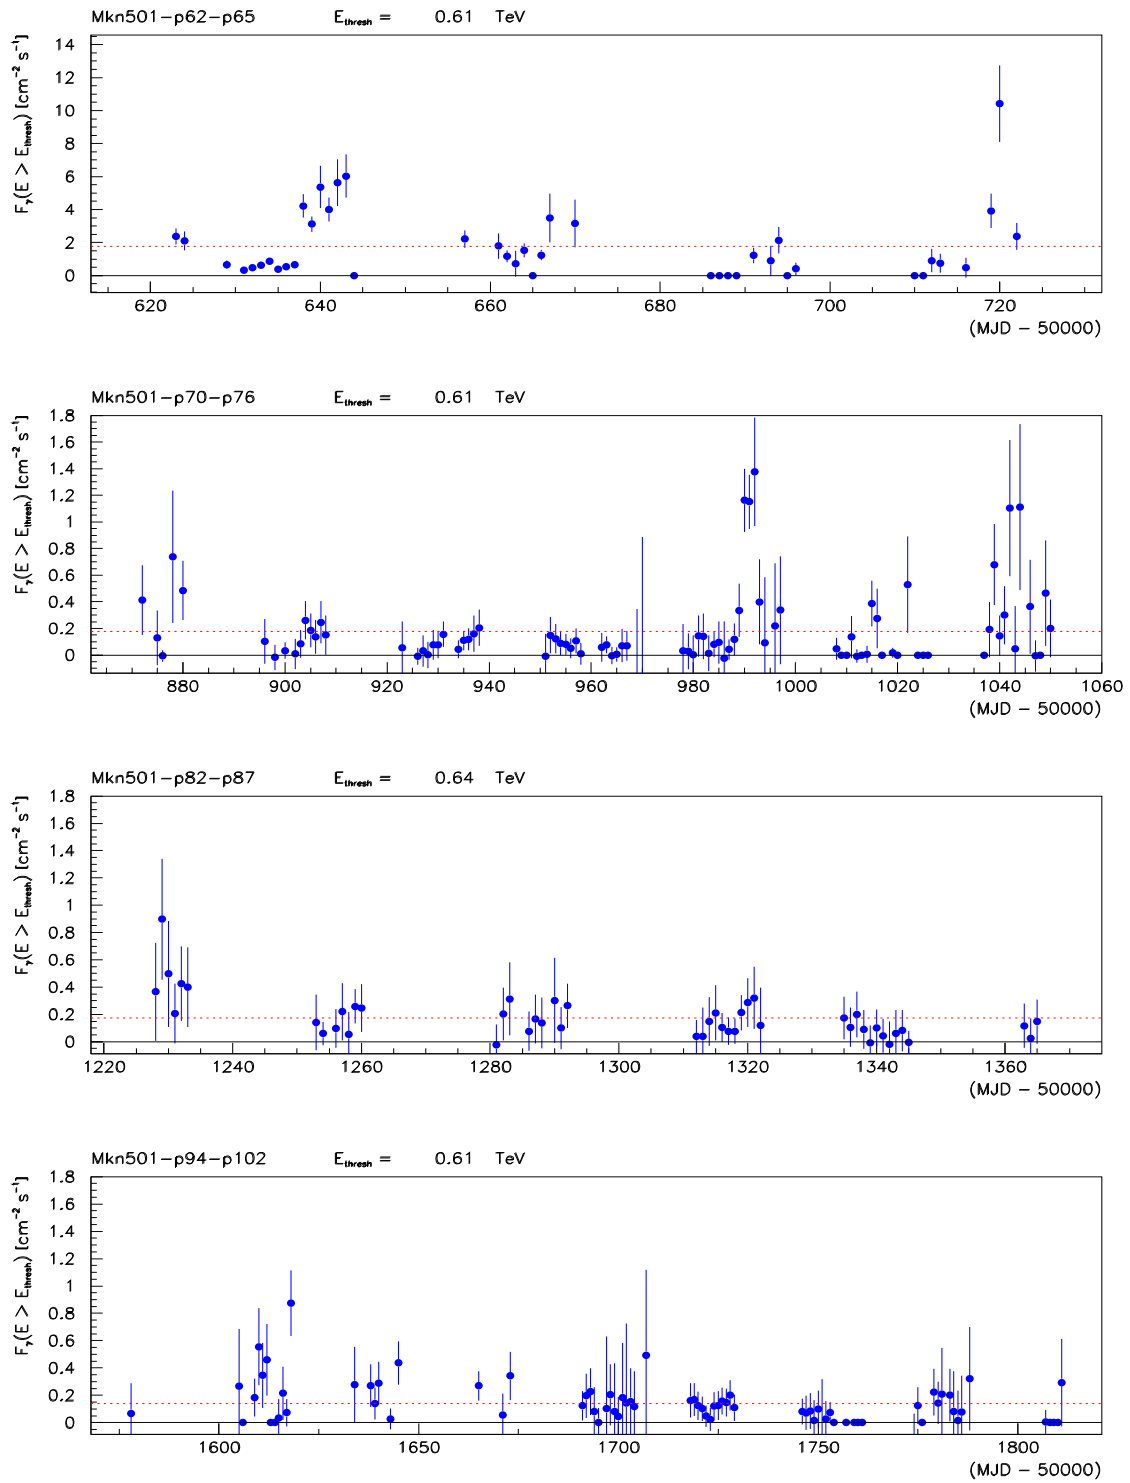 Mkn501-p62-p65 E_thresh = 0.61 TeV
F_γ(E > E_thresh) [cm⁻² s⁻¹]
14
12
10
8
6
4
2
0
620 640 660 680 700 720
(MJD - 50000)
Mkn501-p70-p76 E_thresh = 0.61 TeV
F_γ(E > E_thresh) [cm⁻² s⁻¹]
1.8
1.6
1.4
1.2
1
0.8
0.6
0.4
0.2
0
880 900 920 940 960 980 1000 1020 1040 1060
(MJD - 50000)
Mkn501-p82-p87 E_thresh = 0.64 TeV
F_γ(E > E_thresh) [cm⁻² s⁻¹]
1.8
1.6
1.4
1.2
1
0.8
0.6
0.4
0.2
0
1220 1240 1260 1280 1300 1320 1340 1360
(MJD - 50000)
Mkn501-p94-p102 E_thresh = 0.61 TeV
F_γ(E > E_thresh) [cm⁻² s⁻¹]
1.8
1.6
1.4
1.2
1
0.8
0.6
0.4
0.2
0
1600 1650 1700 1750 1800
(MJD - 50000)